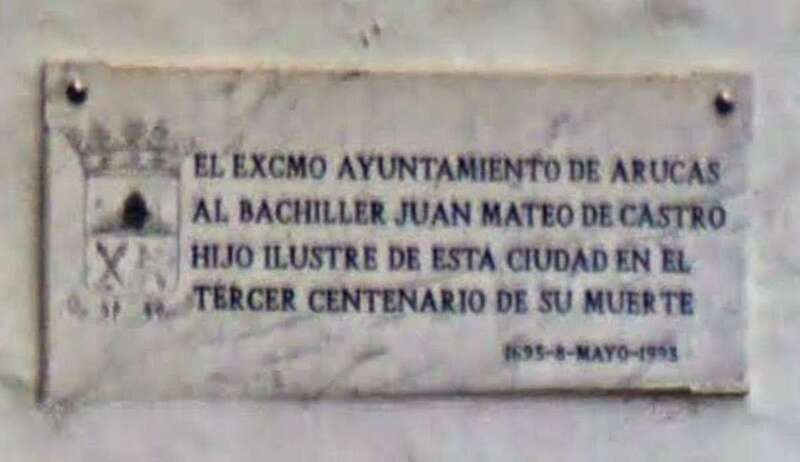 EL EXCMO AYUNTAMIENTO DE ARUCAS
AL BACHILLER JUAN MATEO DE CASTRO
HIJO ILUSTRE DE ESTA CIUDAD EN EL
TERCER CENTENARIO DE SU MUERTE
1695-8-MAYO-1995